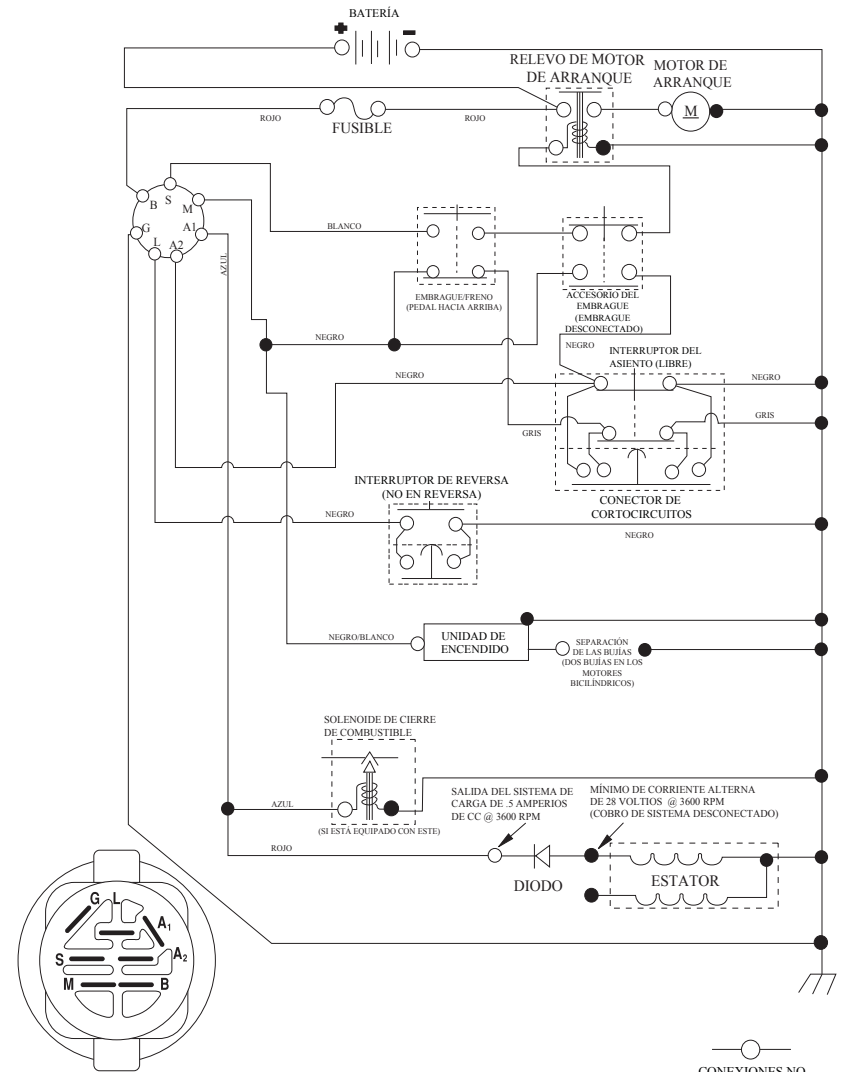 BATERÍA
RELEVO DE MOTOR
DE ARRANQUE
MOTOR DE
ARRANQUE
M
ROJO
FUSIBLE
ROJO
B
S
M
G
A1
L
A2
AZUL
BLANCO
EMBRAGUE/FRENO
(PEDAL HACIA ARRIBA)
ACCESORIO DEL
EMBRAGUE
(EMBRAGUE
DESCONECTADO)
NEGRO
NEGRO
INTERRUPTOR DEL
ASIENTO (LIBRE)
NEGRO
NEGRO
GRIS
GRIS
INTERRUPTOR DE REVERSA
(NO EN REVERSA)
CONECTOR DE
CORTOCIRCUITOS
NEGRO
NEGRO
NEGRO/BLANCO
UNIDAD DE
ENCENDIDO
SEPARACIÓN
DE LAS BUJÍAS
(DOS BUJÍAS EN LOS
MOTORES
BICILÍNDRICOS)
SOLENOIDE DE CIERRE
DE COMBUSTIBLE
AZUL
(SI ESTÁ EQUIPADO CON ESTE)
SALIDA DEL SISTEMA DE
CARGA DE .5 AMPERIOS
DE CC @ 3600 RPM
MÍNIMO DE CORRIENTE ALTERNA
DE 28 VOLTIOS @ 3600 RPM
(COBRO DE SISTEMA DESCONECTADO)
ROJO
DIODO
ESTATOR
G L
A1
S
A2
M
B
CONEXIONES NO